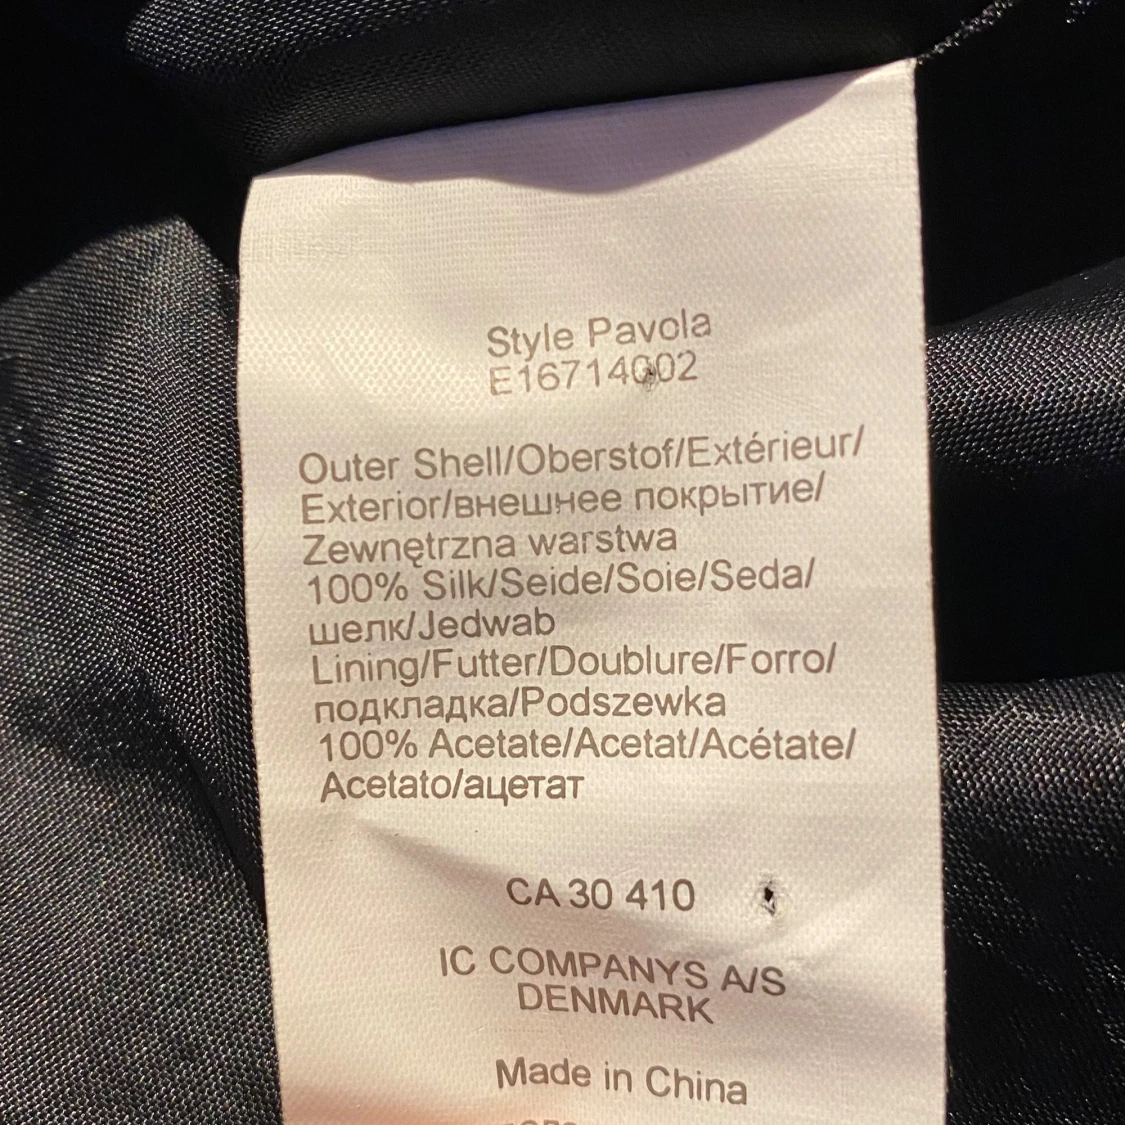 Style Pavola
E16714002
Outer Shell/Oberstof/Extérieur/
Exterior/внешнее покрытие/
Zewnętrzna warstwa
100% Silk/Seide/Soie/Seda/
шелк/Jedwab
Lining/Futter/Doublure/Forro/
подкладка/Podszewka
100% Acetate/Acetat/Acétate/
Acetato/ацетат
CA 30 410
IC COMPANYS A/S
DENMARK
Made in China